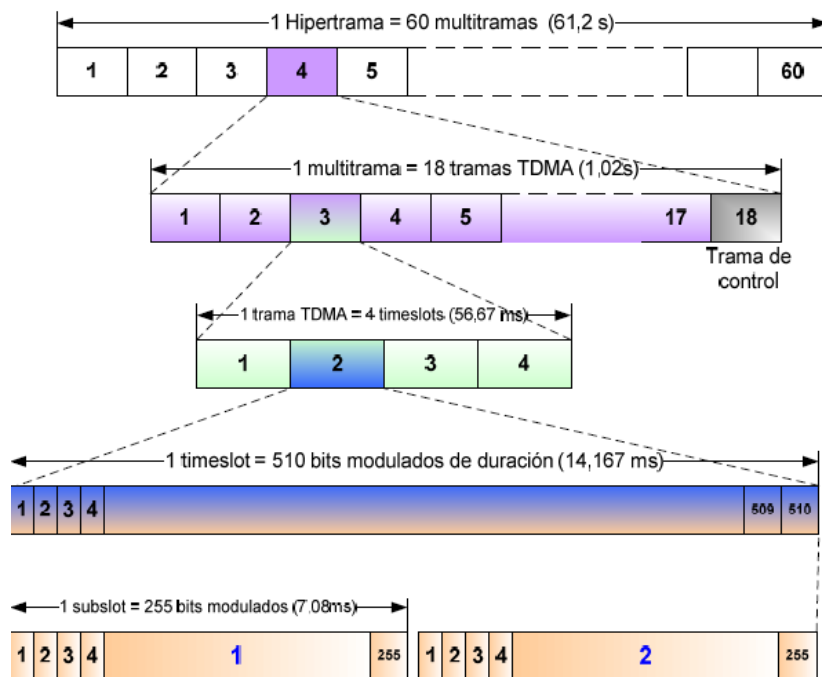 1 Hipertrama = 60 multitramas (61,2 s)
1 2 3 4 5 60
1 multitrama = 18 tramas TDMA (1,02s)
1 2 3 4 5 17 18
Trama de
control
1 trama TDMA = 4 timeslots (56,67 ms)
1 2 3 4
1 timeslot = 510 bits modulados de duración (14,167 ms)
1 2 3 4 509 510
1 subslot = 255 bits modulados (7,08ms)
1 2 3 4 1 255 1 2 3 4 2 255